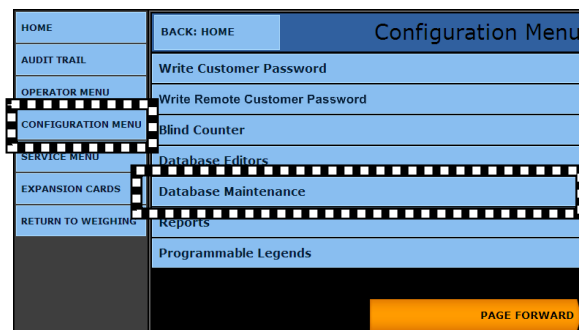 HOME
AUDIT TRAIL
OPERATOR MENU
CONFIGURATION MENU
SERVICE MENU
EXPANSION CARDS
RETURN TO WEIGHING
BACK: HOME
Configuration Menu
Write Customer Password
Write Remote Customer Password
Blind Counter
Database Editors
Database Maintenance
Reports
Programmable Legends
PAGE FORWARD